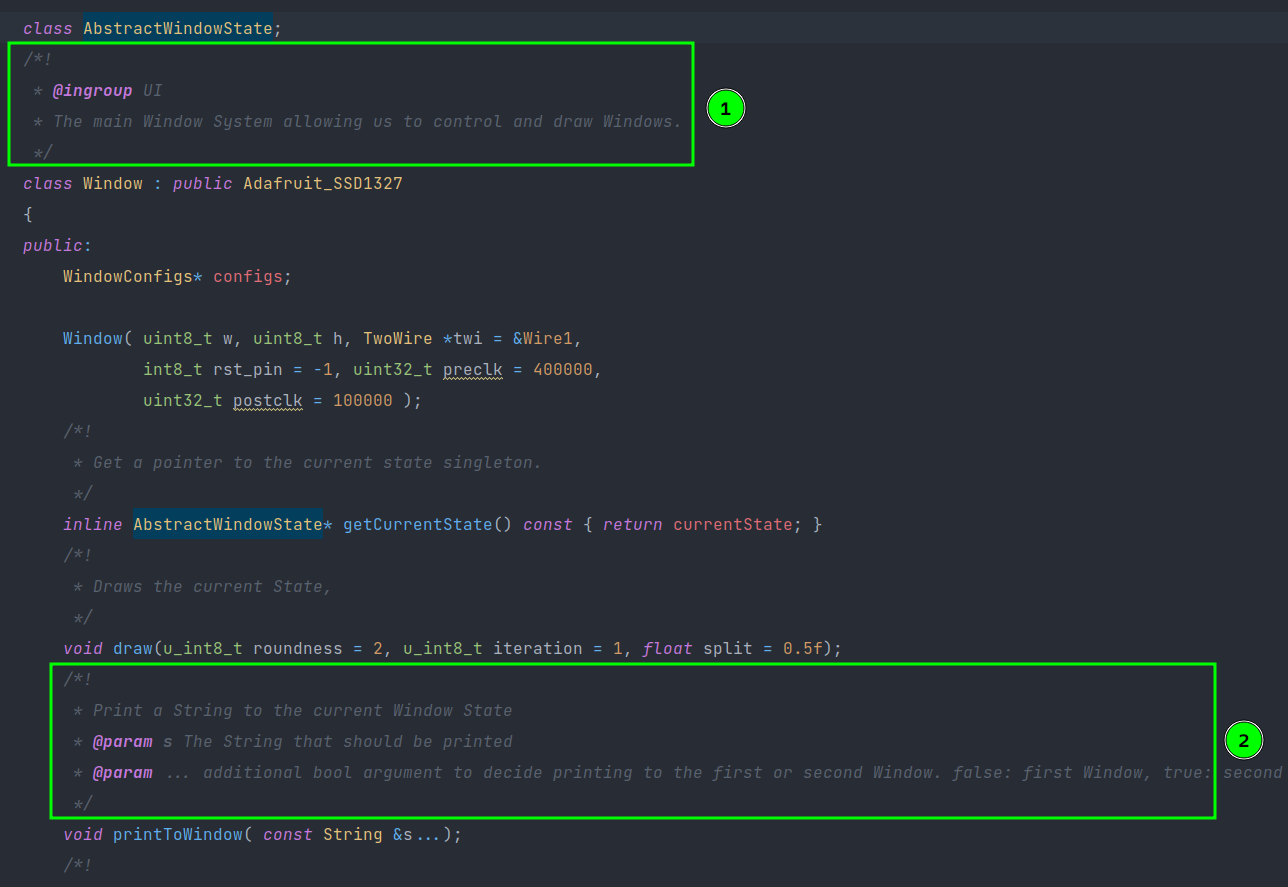 class AbstractWindowState;
/*!
 * @ingroup UI
 * The main Window System allowing us to control and draw Windows.
 */
1
class Window : public Adafruit_SSD1327
{
public:
    WindowConfigs* configs;
    Window( uint8_t w, uint8_t h, TwoWire *twi = &Wire1,
            int8_t rst_pin = -1, uint32_t preclk = 400000,
            uint32_t postclk = 100000 );
    /*!
     * Get a pointer to the current state singleton.
     */
    inline AbstractWindowState* getCurrentState() const { return currentState; }
    /*!
     * Draws the current State,
     */
    void draw(u_int8_t roundness = 2, u_int8_t iteration = 1, float split = 0.5f);
    /*!
     * Print a String to the current Window State
     * @param s The String that should be printed
2
     * @param ... additional bool argument to decide printing to the first or second Window. false: first Window, true: second
     */
    void printToWindow( const String &s...);
    /*!